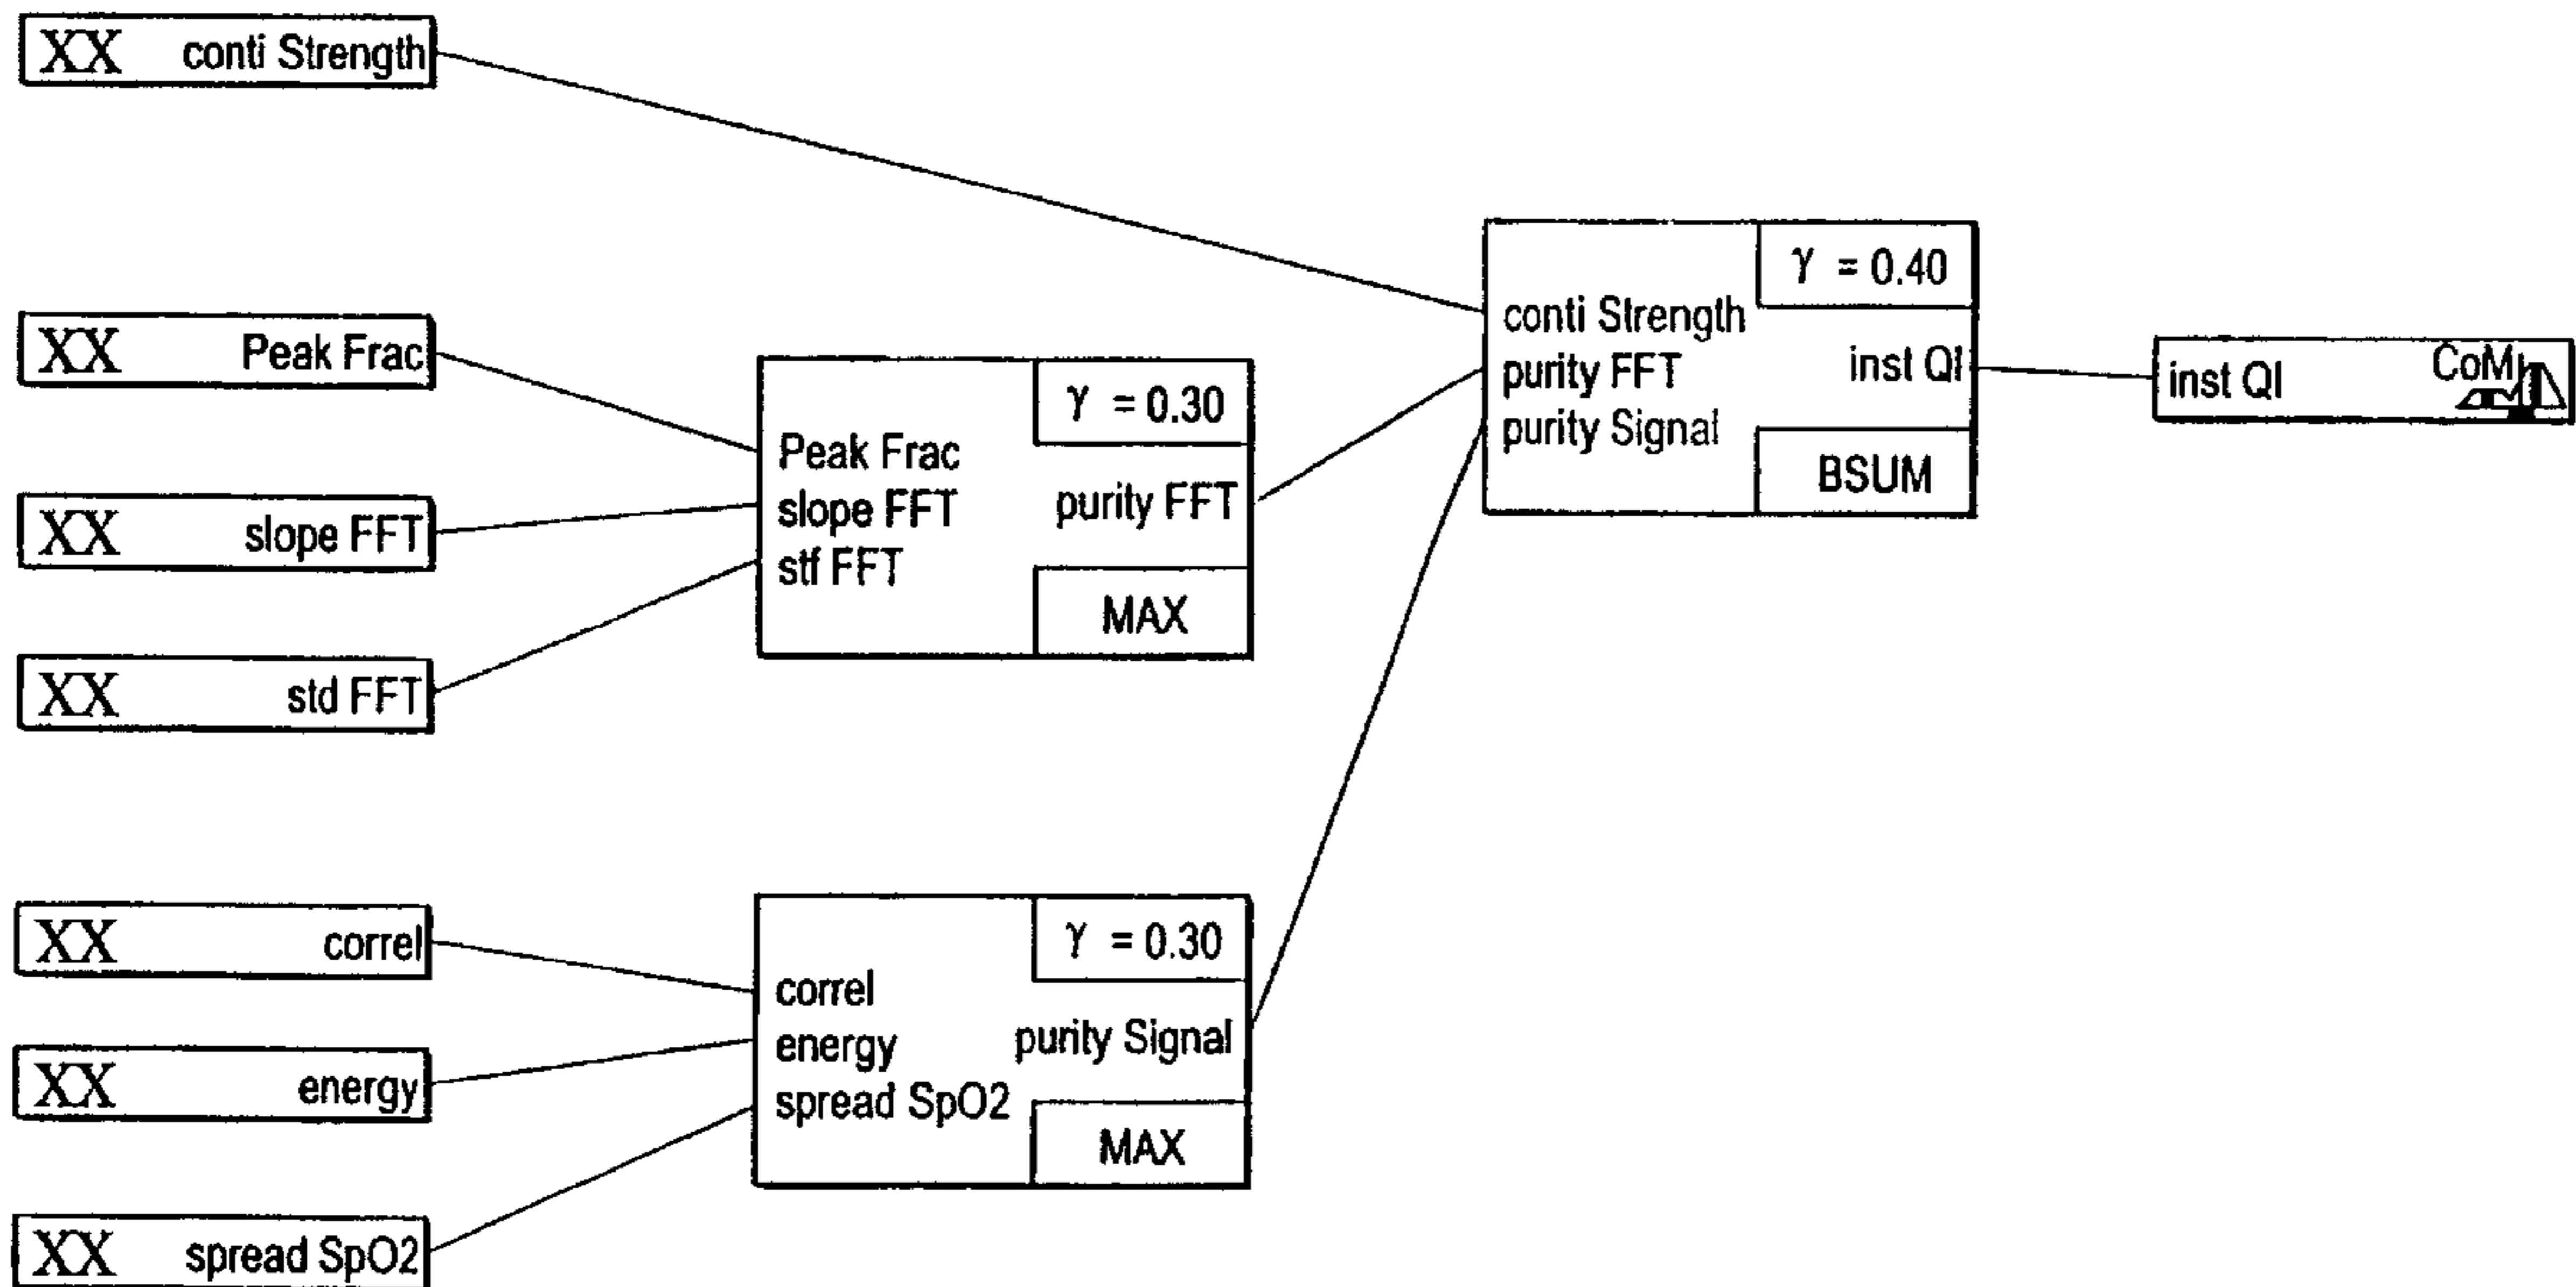 XX conti Strength
XX Peak Frac
XX slope FFT
XX std FFT
XX correl
XX energy
XX spread SpO2
γ = 0.30
Peak Frac
slope FFT
stf FFT
purity FFT
MAX
γ = 0.30
correl
energy
spread SpO2
purity Signal
MAX
γ = 0.40
conti Strength
purity FFT
purity Signal
inst QI
BSUM
inst QI CoM